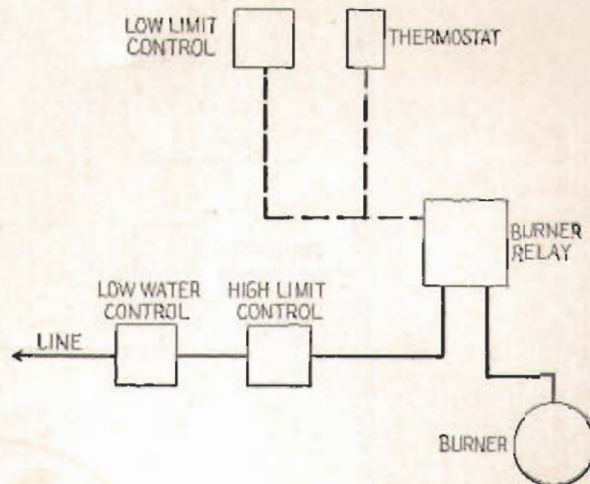 LOW LIMIT
CONTROL
THERMOSTAT
BURNER
RELAY
LOW WATER
CONTROL
HIGH LIMIT
CONTROL
LINE
BURNER